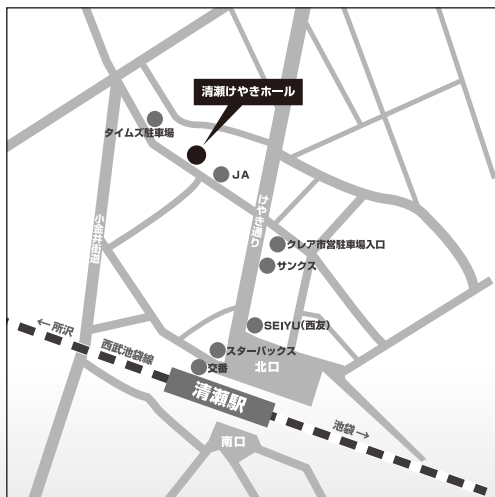 清瀬けやきホール
タイムズ駐車場
JA
けやき通り
小金井街道
クレア市営駐車場入口
サンクス
SEIYU(西友)
← 所沢
西武池袋線
スターバックス
北口
交番
清瀬駅
池袋 →
南口